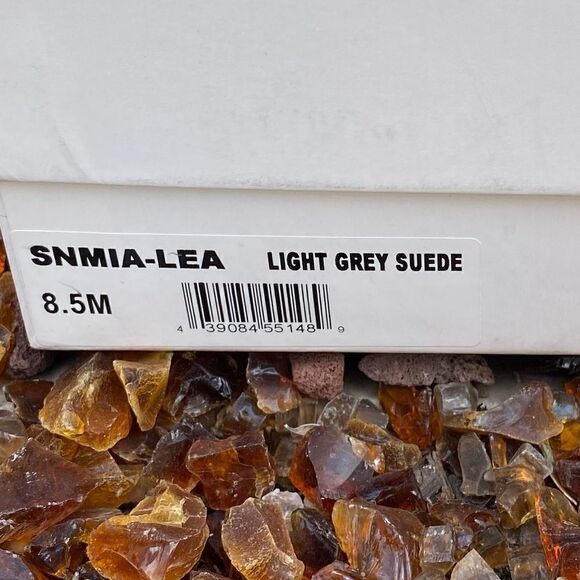 SNMIA-LEA LIGHT GREY SUEDE
8.5M
4 39084 55148 9